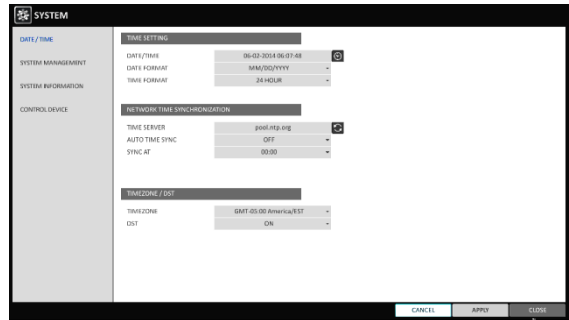 SYSTEM
DATE / TIME
SYSTEM MANAGEMENT
SYSTEM INFORMATION
CONTROL DEVICE
TIME SETTING
DATE/TIME 06-02-2014 06:07:48
DATE FORMAT MM/DD/YYYY
TIME FORMAT 24 HOUR
NETWORK TIME SYNCHRONIZATION
TIME SERVER pool.ntp.org
AUTO TIME SYNC OFF
SYNC AT 00:00
TIMEZONE / DST
TIMEZONE GMT-05:00 America/EST
DST ON
CANCEL APPLY CLOSE